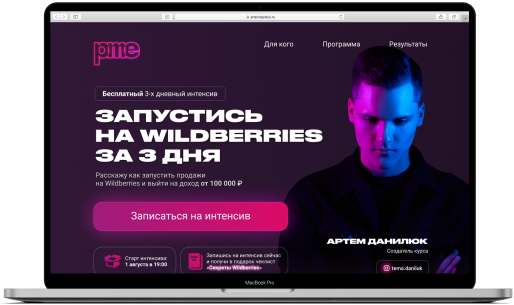 pme
Для кого
Программа
Результаты
Бесплатный 3-х дневный интенсив
ЗАПУСТИСЬ
НА WILDBERRIES
ЗА 3 ДНЯ
Расскажу как запустить продажи
на Wildberries и выйти на доход от 100 000 ₽
Записаться на интенсив
АРТЕМ ДАНИЛЮК
Создатель курса
Старт интенсива:
1 августа в 19:00
Запишись на интенсив сейчас
и получи в подарок чеклист
«Секреты Wildberries»
tema.daniluk
MacBook Pro